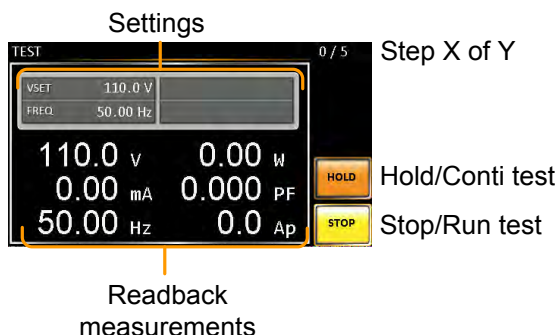 Settings
TEST 0 / 5 Step X of Y
VSET 110.0 V
FREQ 50.00 Hz
110.0 V 0.00 W
0.00 mA 0.000 PF
HOLD Hold/Conti test
50.00 Hz 0.0 Ap
STOP Stop/Run test
Readback
measurements